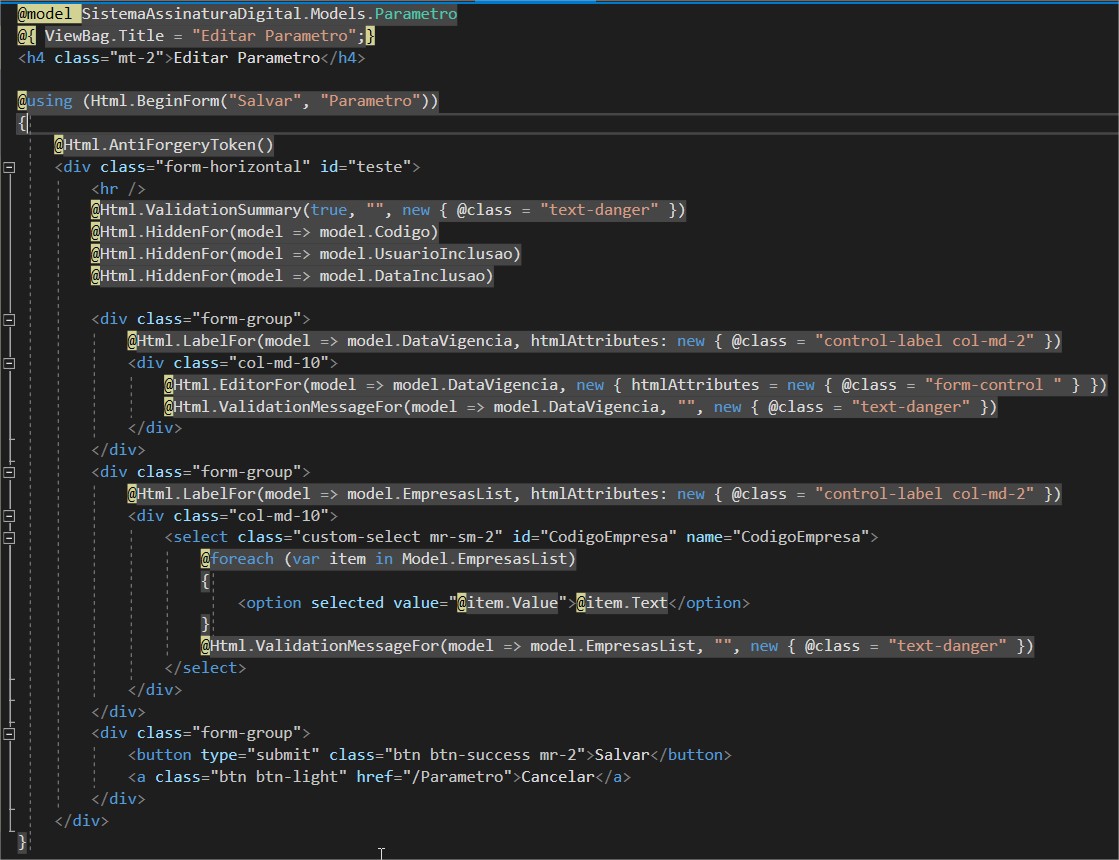 @model SistemaAssinaturaDigital.Models.Parametro
@{ ViewBag.Title = "Editar Parametro";}
<h4 class="mt-2">Editar Parametro</h4>
@using (Html.BeginForm("Salvar", "Parametro"))
{
@Html.AntiForgeryToken()
<div class="form-horizontal" id="teste">
<hr />
@Html.ValidationSummary(true, "", new { @class = "text-danger" })
@Html.HiddenFor(model => model.Codigo)
@Html.HiddenFor(model => model.UsuarioInclusao)
@Html.HiddenFor(model => model.DataInclusao)
<div class="form-group">
@Html.LabelFor(model => model.DataVigencia, htmlAttributes: new { @class = "control-label col-md-2" })
<div class="col-md-10">
@Html.EditorFor(model => model.DataVigencia, new { htmlAttributes = new { @class = "form-control " } })
@Html.ValidationMessageFor(model => model.DataVigencia, "", new { @class = "text-danger" })
</div>
</div>
<div class="form-group">
@Html.LabelFor(model => model.EmpresasList, htmlAttributes: new { @class = "control-label col-md-2" })
<div class="col-md-10">
<select class="custom-select mr-sm-2" id="CodigoEmpresa" name="CodigoEmpresa">
@foreach (var item in Model.EmpresasList)
{
<option selected value="@item.Value">@item.Text</option>
}
@Html.ValidationMessageFor(model => model.EmpresasList, "", new { @class = "text-danger" })
</select>
</div>
</div>
<div class="form-group">
<button type="submit" class="btn btn-success mr-2">Salvar</button>
<a class="btn btn-light" href="/Parametro">Cancelar</a>
</div>
</div>
}